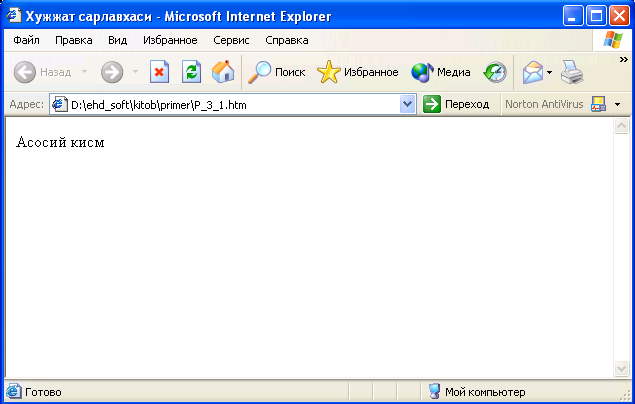 Хужжат сарлавхаси - Microsoft Internet Explorer
Файл Правка Вид Избранное Сервис Справка
Назад Поиск Избранное Медиа
Адрес: D:\ehd_soft\kitob\primer\P_3_1.htm Переход Norton AntiVirus
Асосий кисм
Готово Мой компьютер